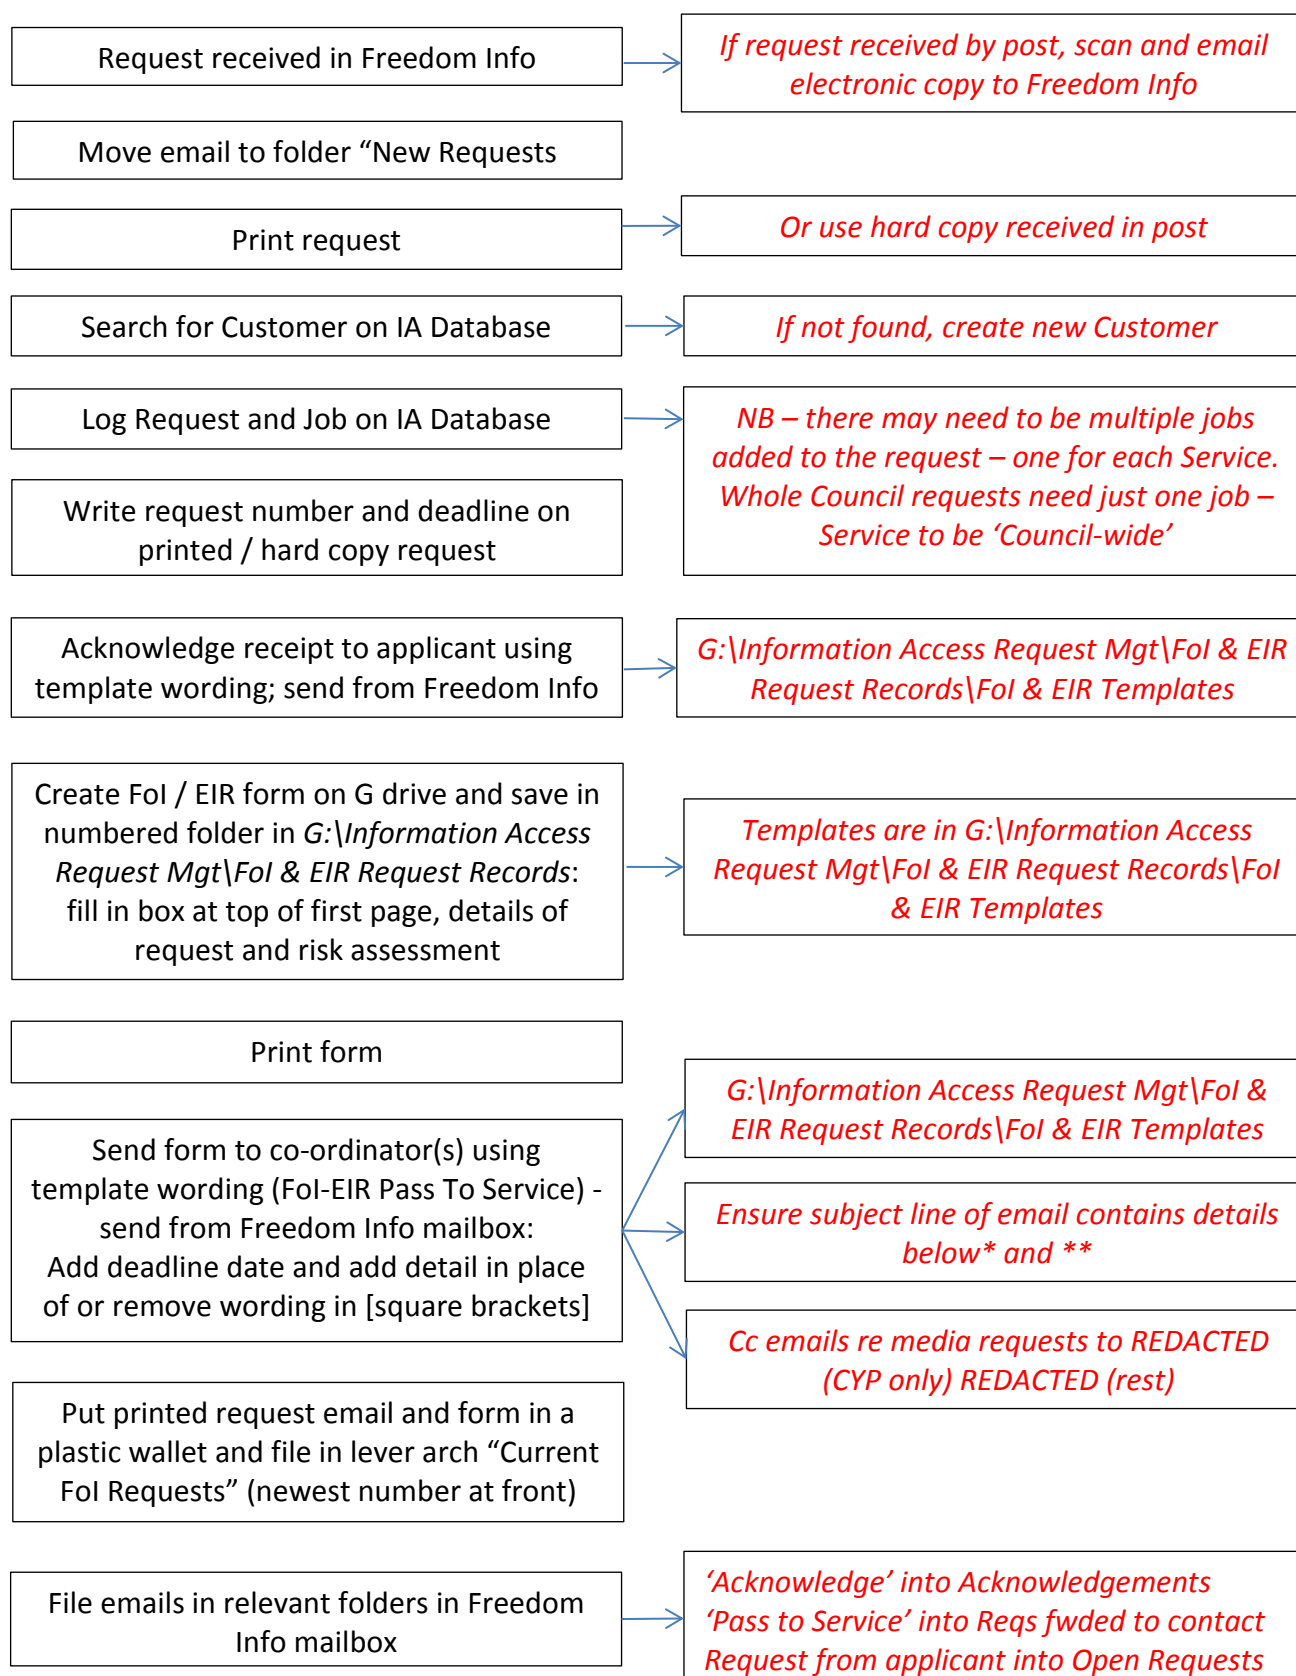 Request received in Freedom Info
If request received by post, scan and email
electronic copy to Freedom Info
Move email to folder “New Requests
Print request
Or use hard copy received in post
Search for Customer on IA Database
If not found, create new Customer
Log Request and Job on IA Database
NB – there may need to be multiple jobs
added to the request – one for each Service.
Whole Council requests need just one job –
Service to be ‘Council-wide’
Write request number and deadline on
printed / hard copy request
Acknowledge receipt to applicant using
template wording; send from Freedom Info
G:\Information Access Request Mgt\FoI & EIR
Request Records\FoI & EIR Templates
Create FoI / EIR form on G drive and save in
numbered folder in G:\Information Access
Request Mgt\FoI & EIR Request Records:
fill in box at top of first page, details of
request and risk assessment
Templates are in G:\Information Access
Request Mgt\FoI & EIR Request Records\FoI
& EIR Templates
Print form
Send form to co-ordinator(s) using
template wording (FoI-EIR Pass To Service) -
send from Freedom Info mailbox:
Add deadline date and add detail in place
of or remove wording in [square brackets]
G:\Information Access Request Mgt\FoI &
EIR Request Records\FoI & EIR Templates
Ensure subject line of email contains details
below* and **
Cc emails re media requests to REDACTED
(CYP only) REDACTED (rest)
Put printed request email and form in a
plastic wallet and file in lever arch “Current
FoI Requests” (newest number at front)
File emails in relevant folders in Freedom
Info mailbox
‘Acknowledge’ into Acknowledgements
‘Pass to Service’ into Reqs fwded to contact
Request from applicant into Open Requests